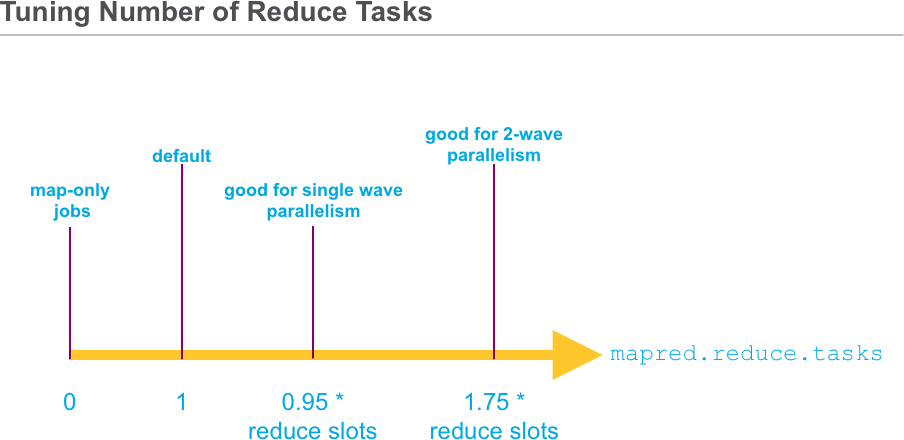 Tuning Number of Reduce Tasks
good for 2-wave
parallelism
default
map-only
jobs
good for single wave
parallelism
mapred.reduce.tasks
0
1
0.95 *
reduce slots
1.75 *
reduce slots